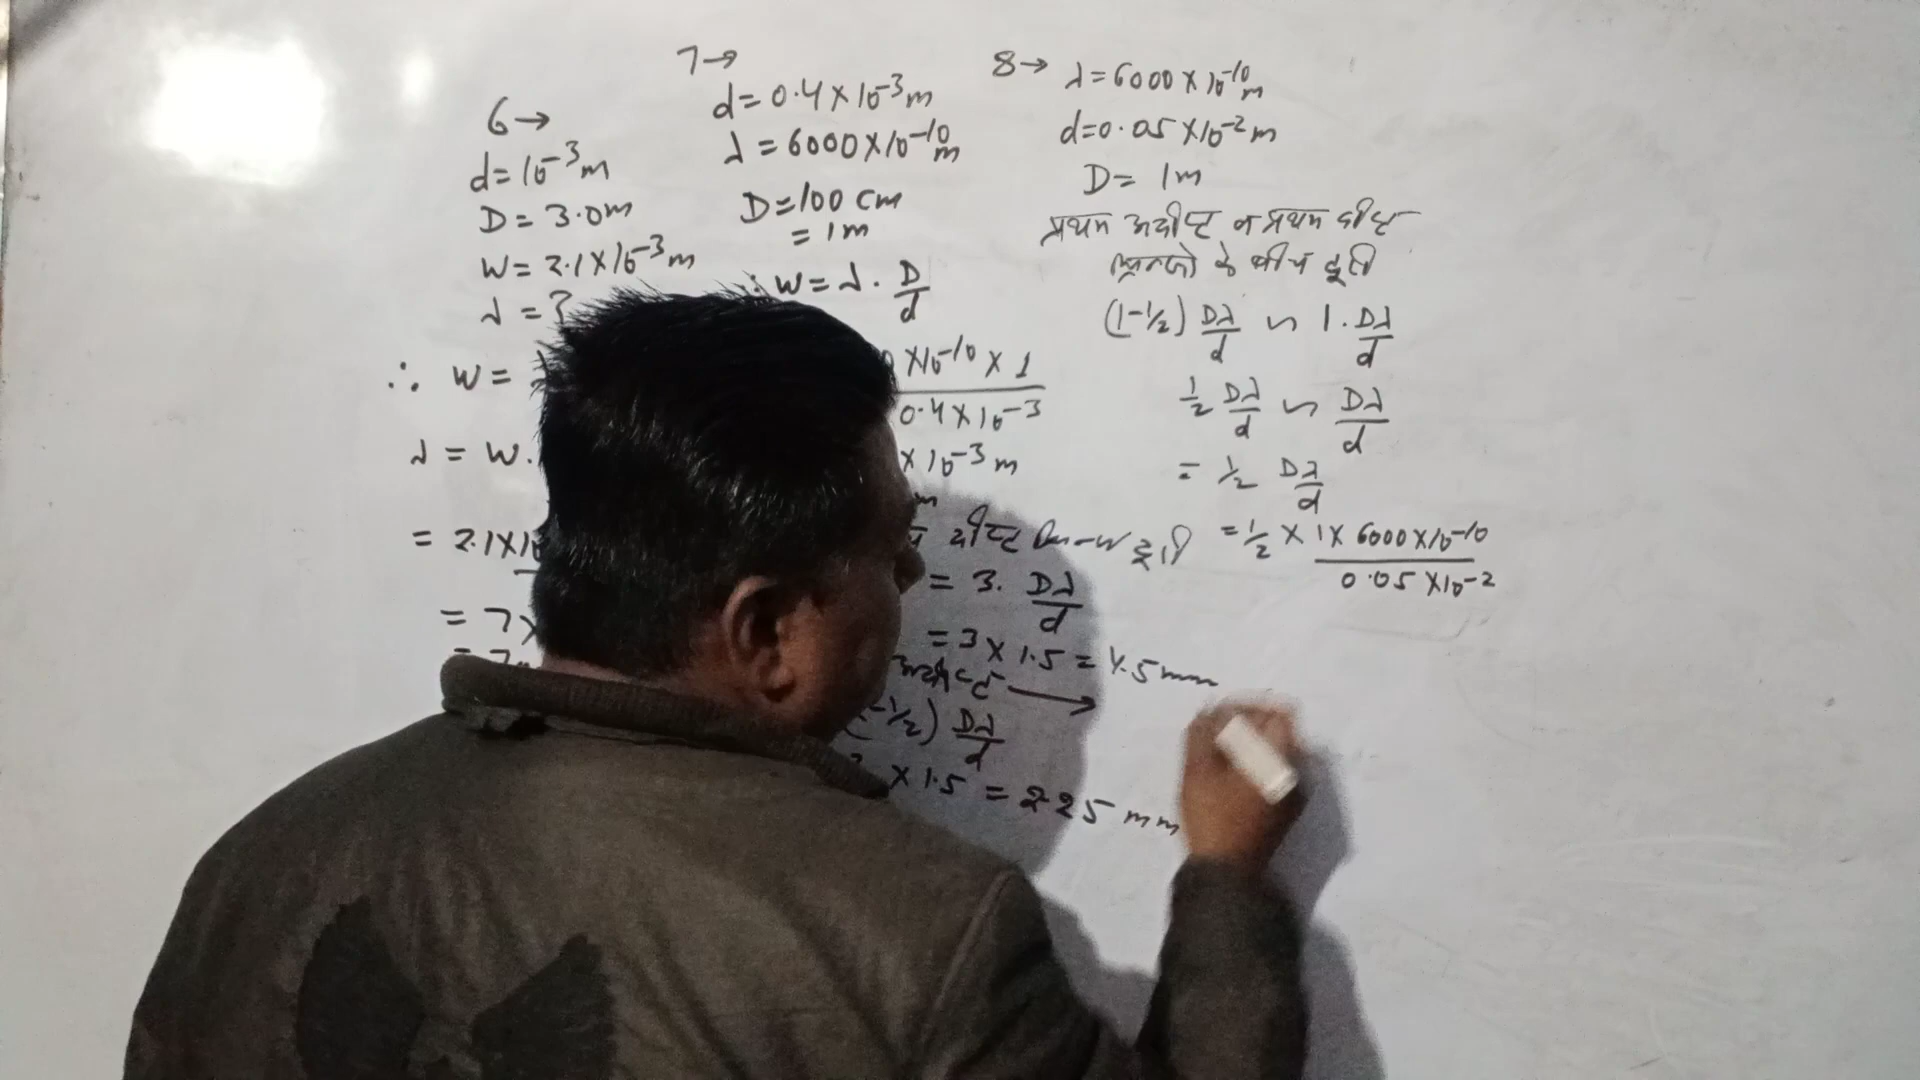 6→
d=10⁻³m
D=3.0m
W=2.1×10⁻³m
λ=?
∴ W=
λ=W.
=2.1×10
=7×
7→
d=0.4×10⁻³m
λ=6000×10⁻¹⁰m
D=100 cm
=1m
∴ W=λ.D/d
×10⁻¹⁰×1
0.4×10⁻³
×10⁻³m
m
दीप्त
दूरी
=3.Dλ/d
=3×1.5=4.5mm
-1/2) Dλ/d
×1.5=2.25mm
8→ λ=6000×10⁻¹⁰m
d=0.05×10⁻²m
D=1m
प्रथम अदीप्त व प्रथम दीप्त
फ्रिन्जो के बीच दूरी
(1-1/2) Dλ/d ~ 1.Dλ/d
1/2 Dλ/d ~ Dλ/d
=1/2 Dλ/d
=1/2×1×6000×10⁻¹⁰
0.05×10⁻²